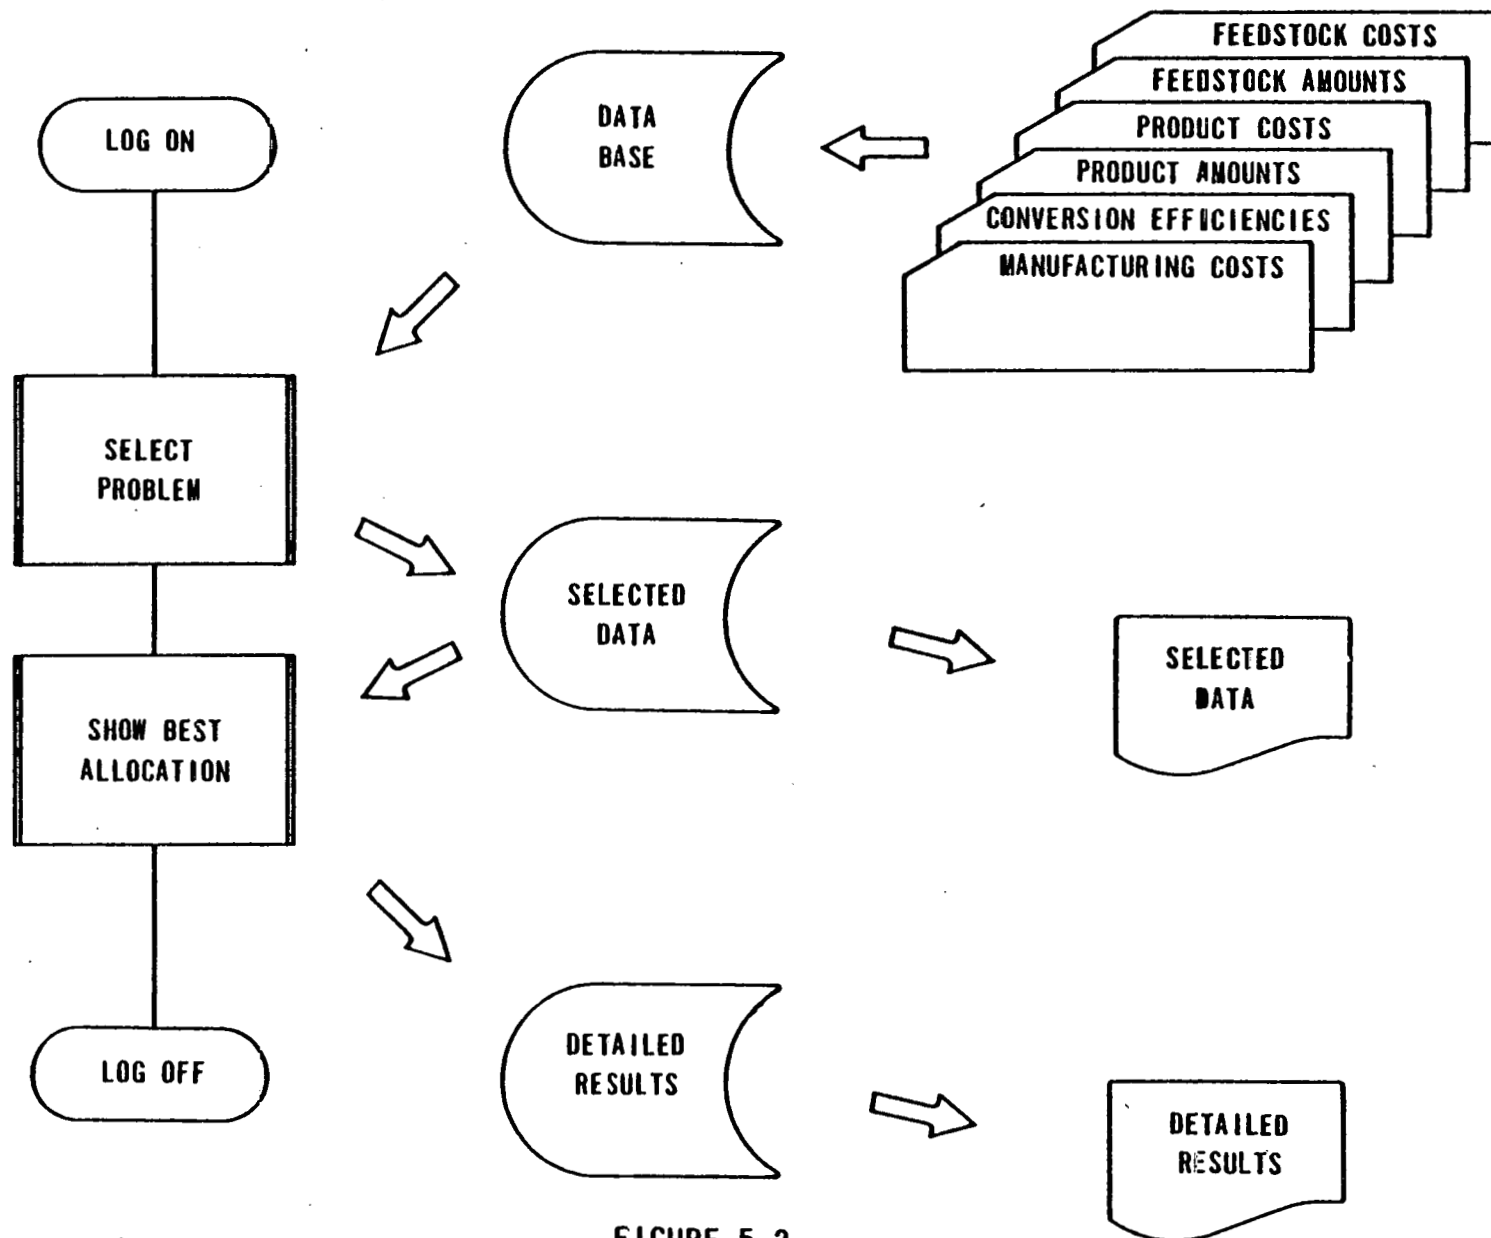 FEEDSTOCK COSTS
FEEDSTOCK AMOUNTS
PRODUCT COSTS
PRODUCT AMOUNTS
CONVERSION EFFICIENCIES
MANUFACTURING COSTS
DATA
BASE
LOG ON
SELECT
PROBLEM
SELECTED
DATA
SELECTED
DATA
SHOW BEST
ALLOCATION
DETAILED
RESULTS
LOG OFF
DETAILED
RESULTS